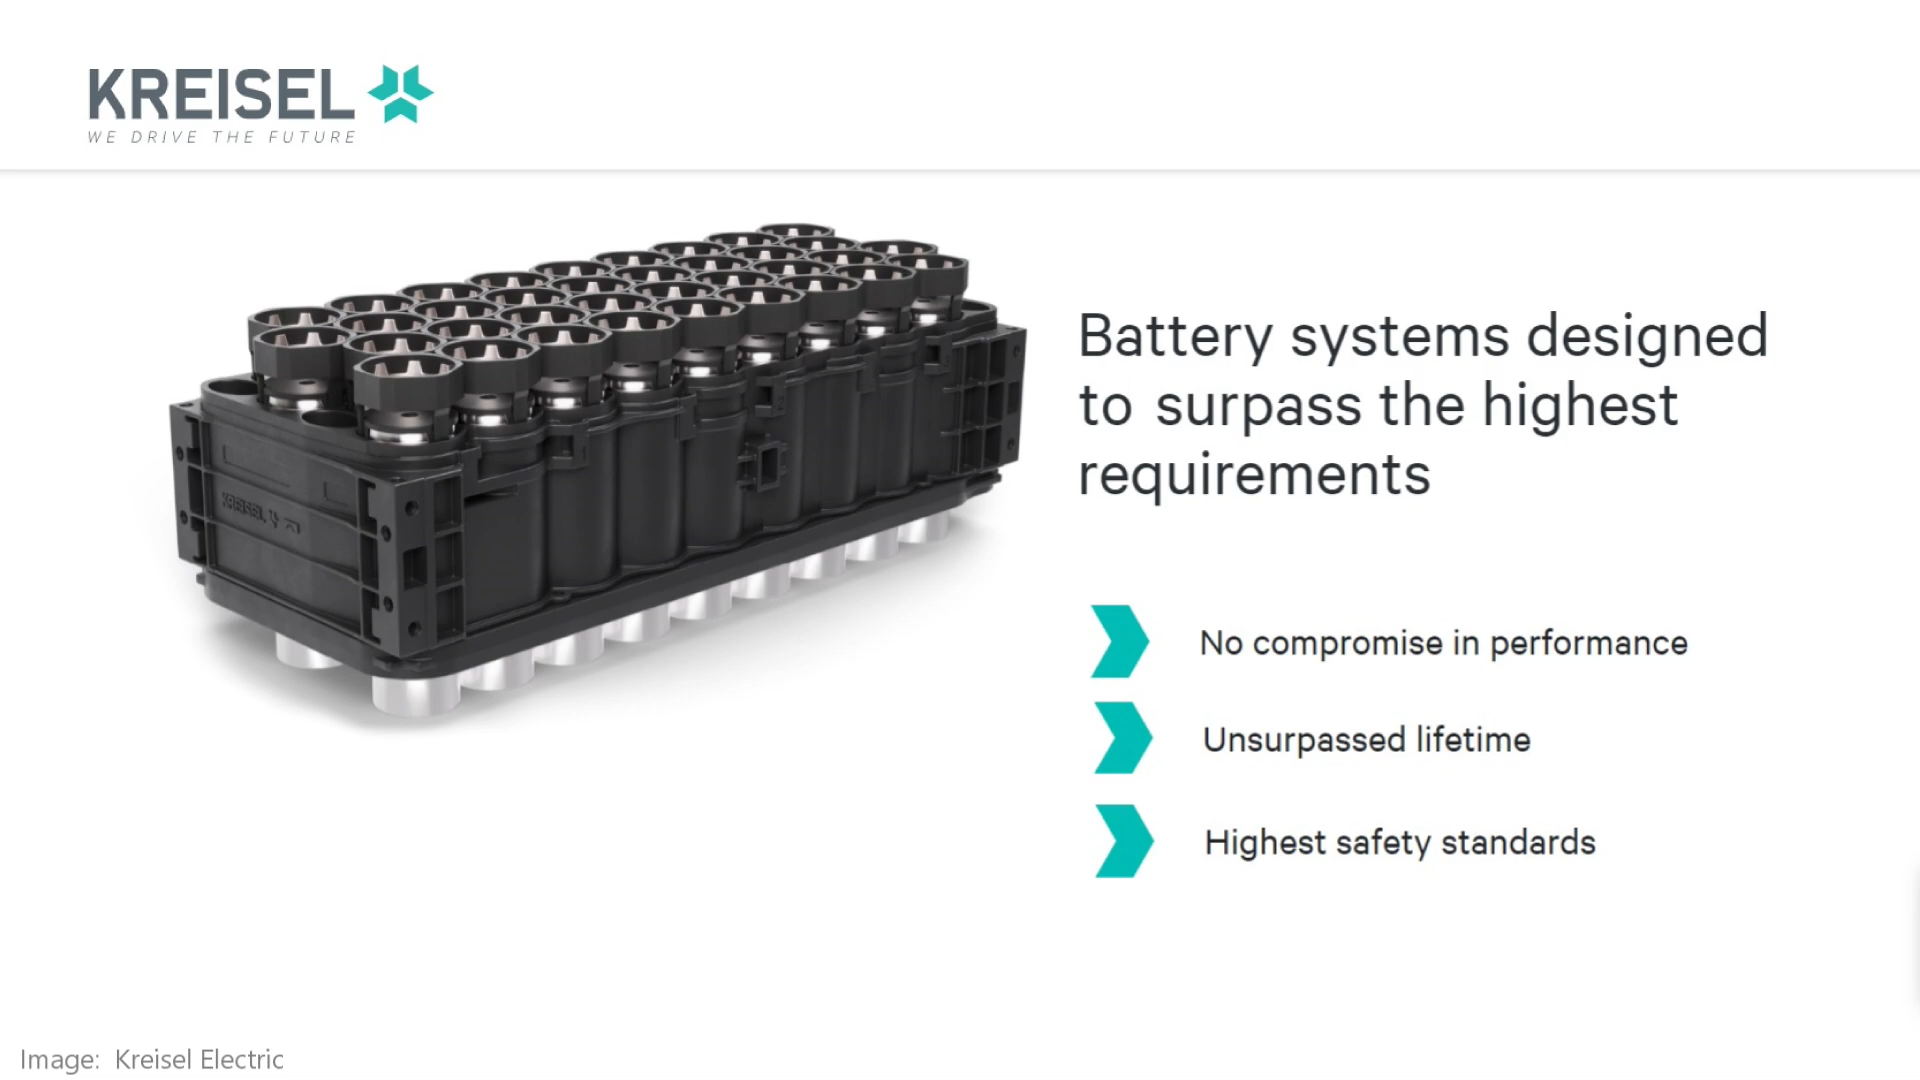 KREISEL
WE DRIVE THE FUTURE
Battery systems designed
to surpass the highest
requirements
No compromise in performance
Unsurpassed lifetime
Highest safety standards
KREISEL
Image: Kreisel Electric